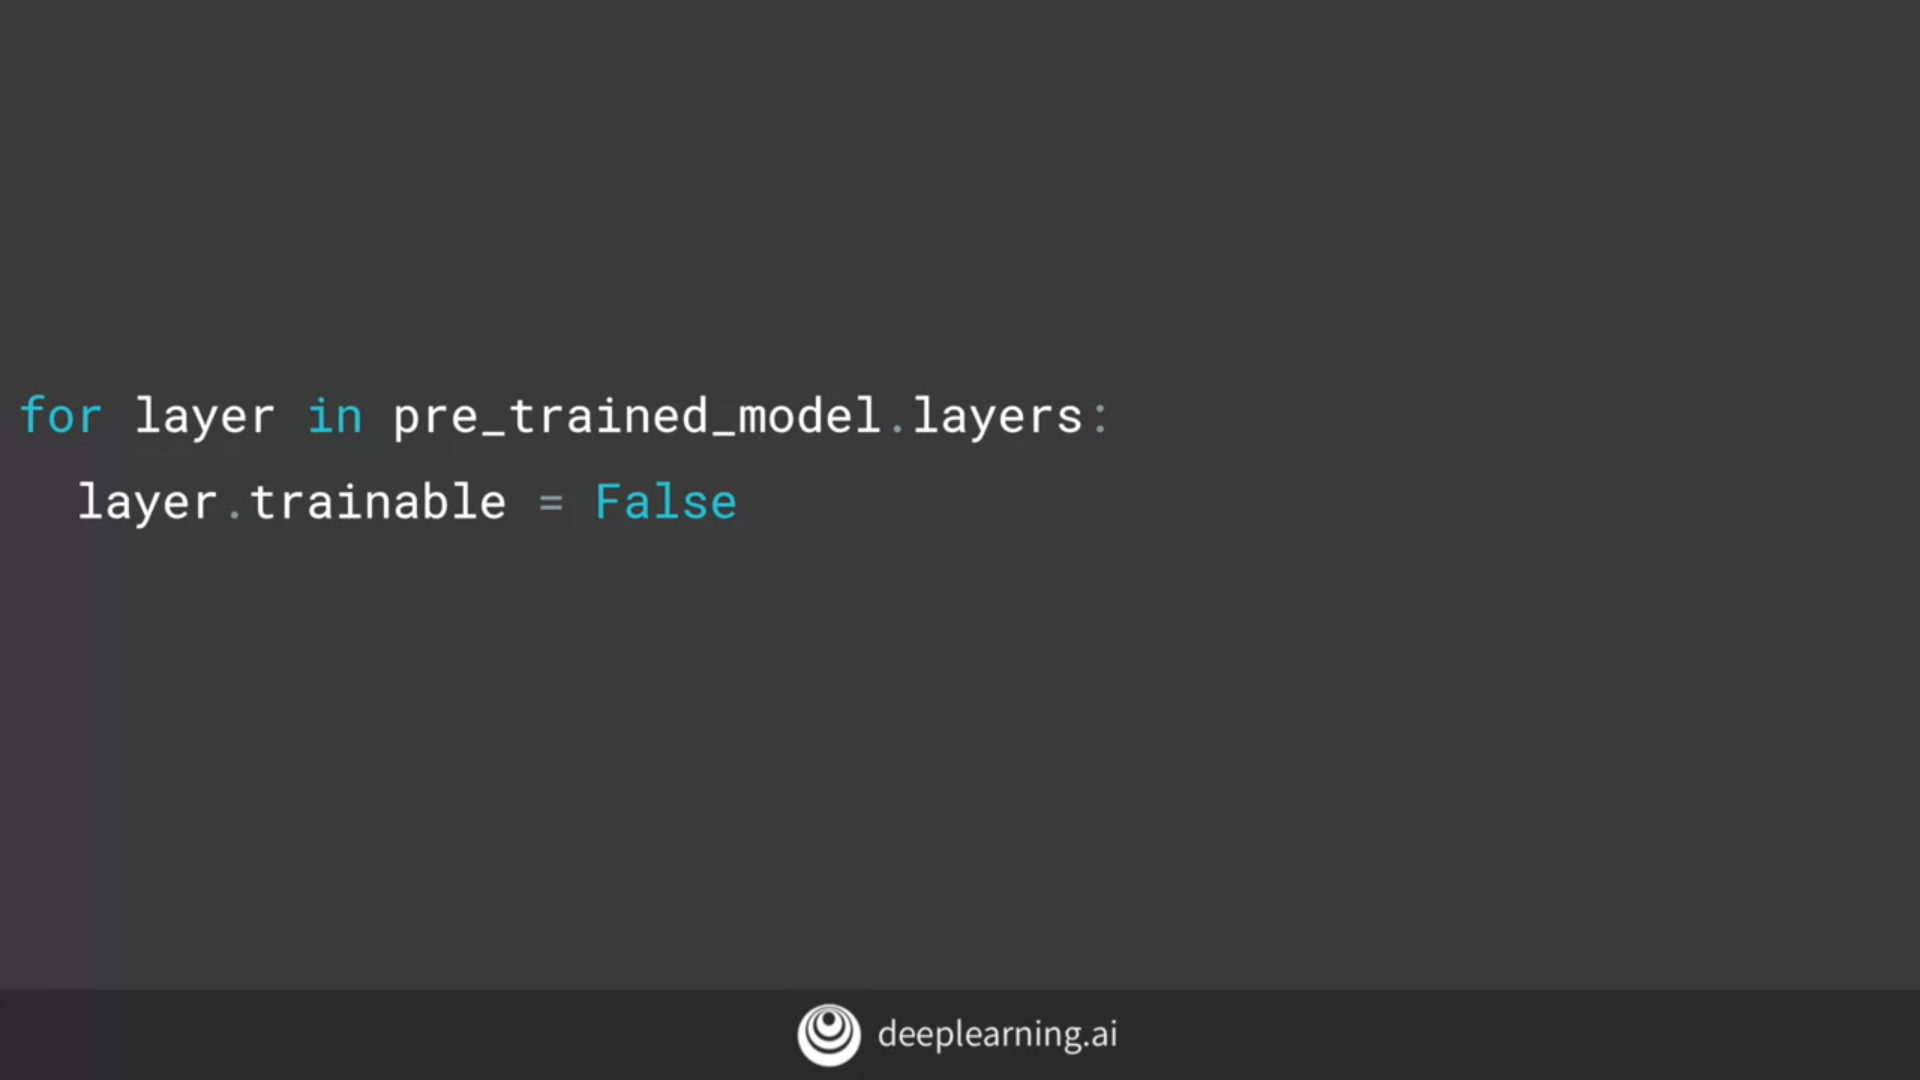 for layer in pre_trained_model.layers:
  layer.trainable = False
deeplearning.ai